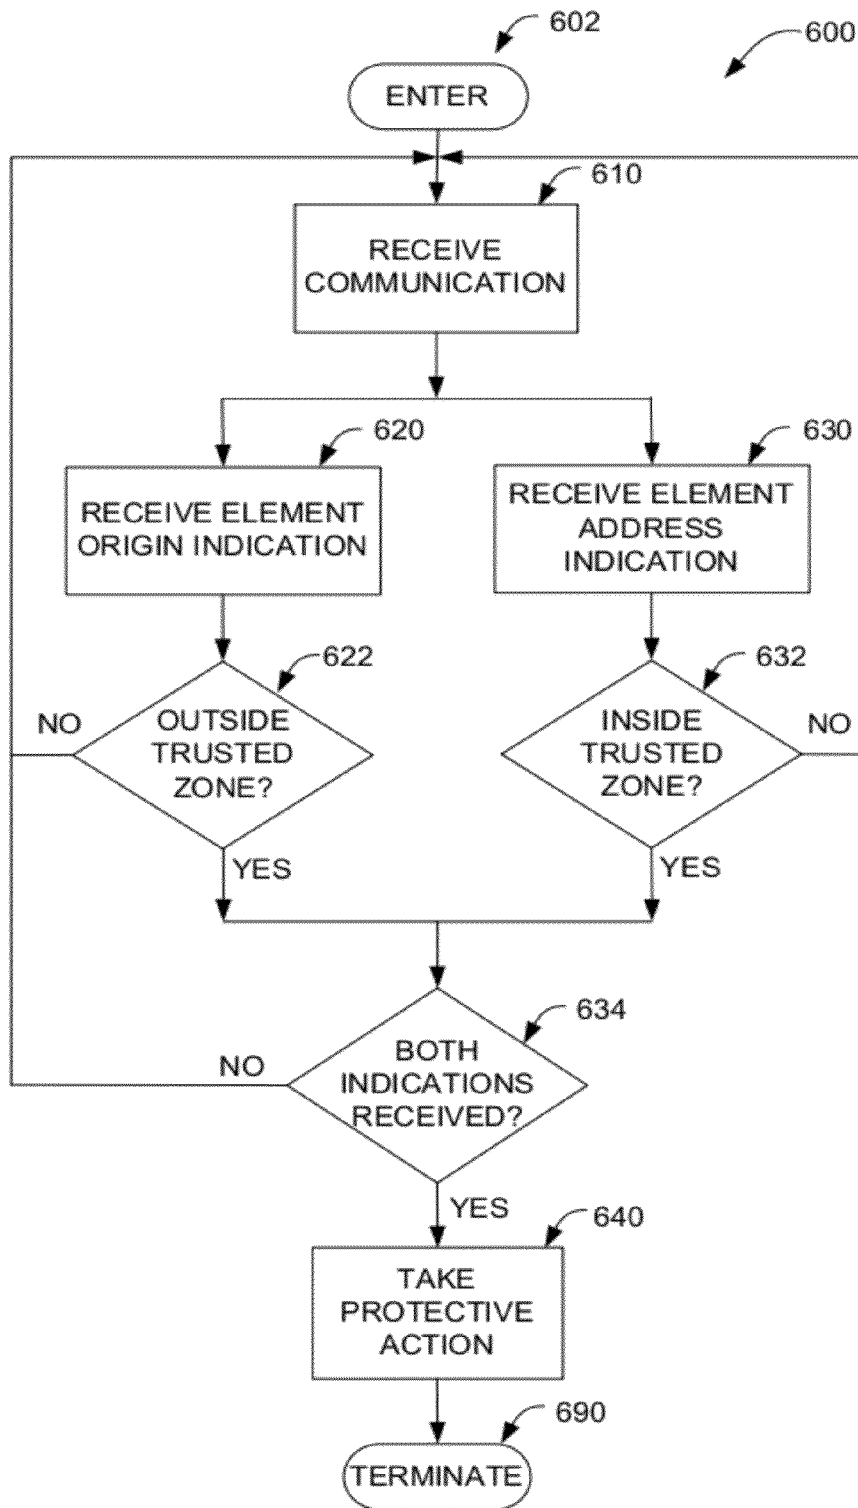 602
600
ENTER
610
RECEIVE
COMMUNICATION
620
630
RECEIVE ELEMENT
ORIGIN INDICATION
RECEIVE ELEMENT
ADDRESS
INDICATION
622
632
NO
OUTSIDE
TRUSTED
ZONE?
INSIDE
TRUSTED
ZONE?
NO
YES
YES
634
NO
BOTH
INDICATIONS
RECEIVED?
YES
640
TAKE
PROTECTIVE
ACTION
690
TERMINATE